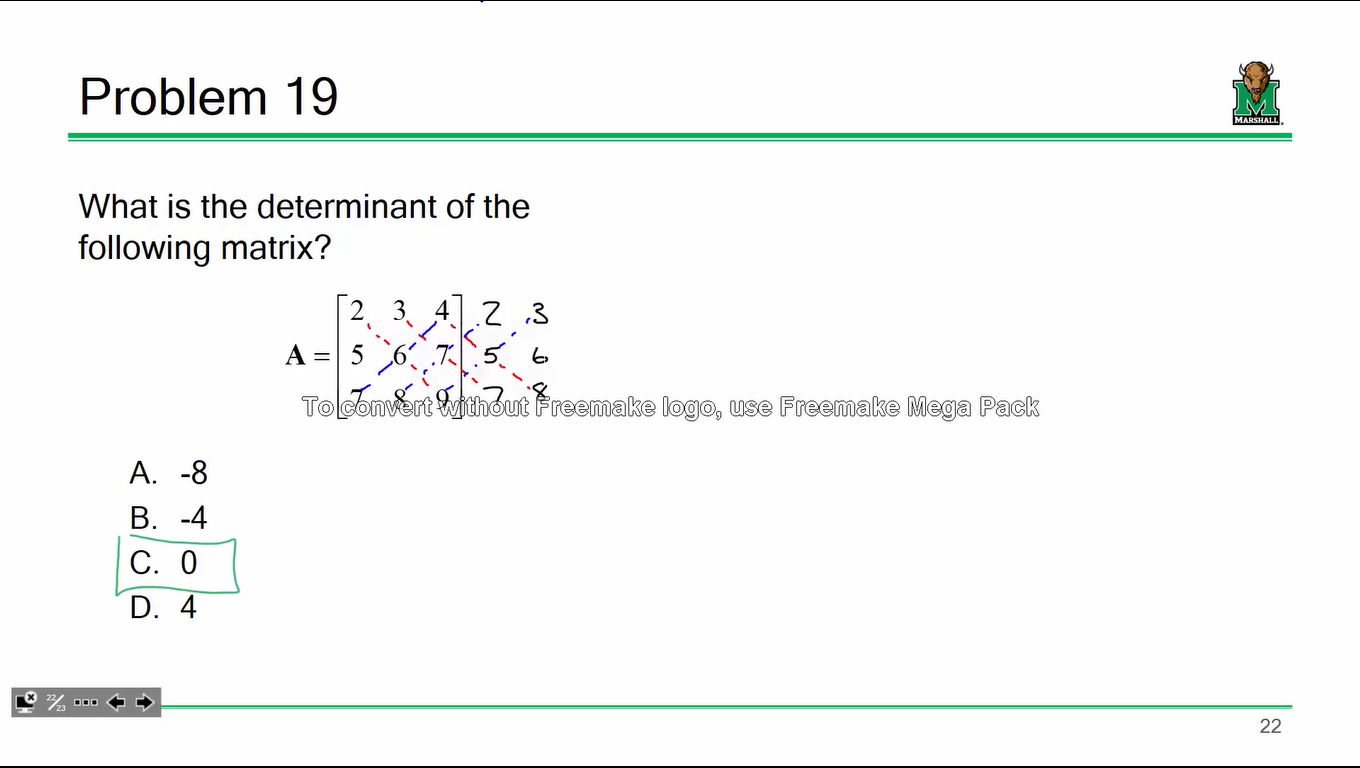 Problem 19
MARSHALL
What is the determinant of the
following matrix?
2 3 4 2 3
A = 5 6 7 5 6
7 8 9 7 8
To convert without Freemake logo, use Freemake Mega Pack
A. -8
B. -4
C. 0
D. 4
22/23
22